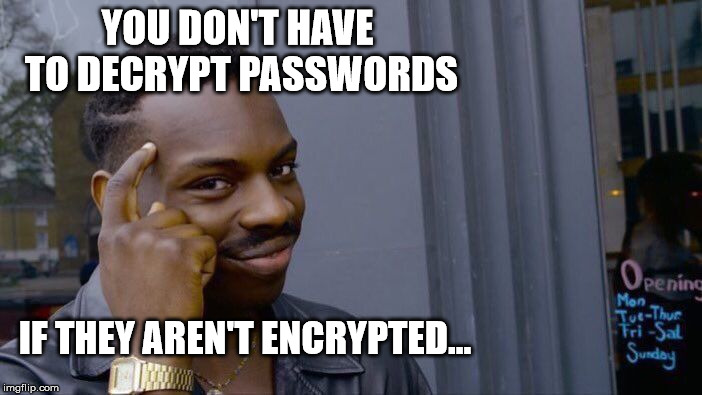 YOU DON'T HAVE
TO DECRYPT PASSWORDS
IF THEY AREN'T ENCRYPTED...
Opening
Mon
Tue-Thur
Fri-Sat
Sunday
imgflip.com